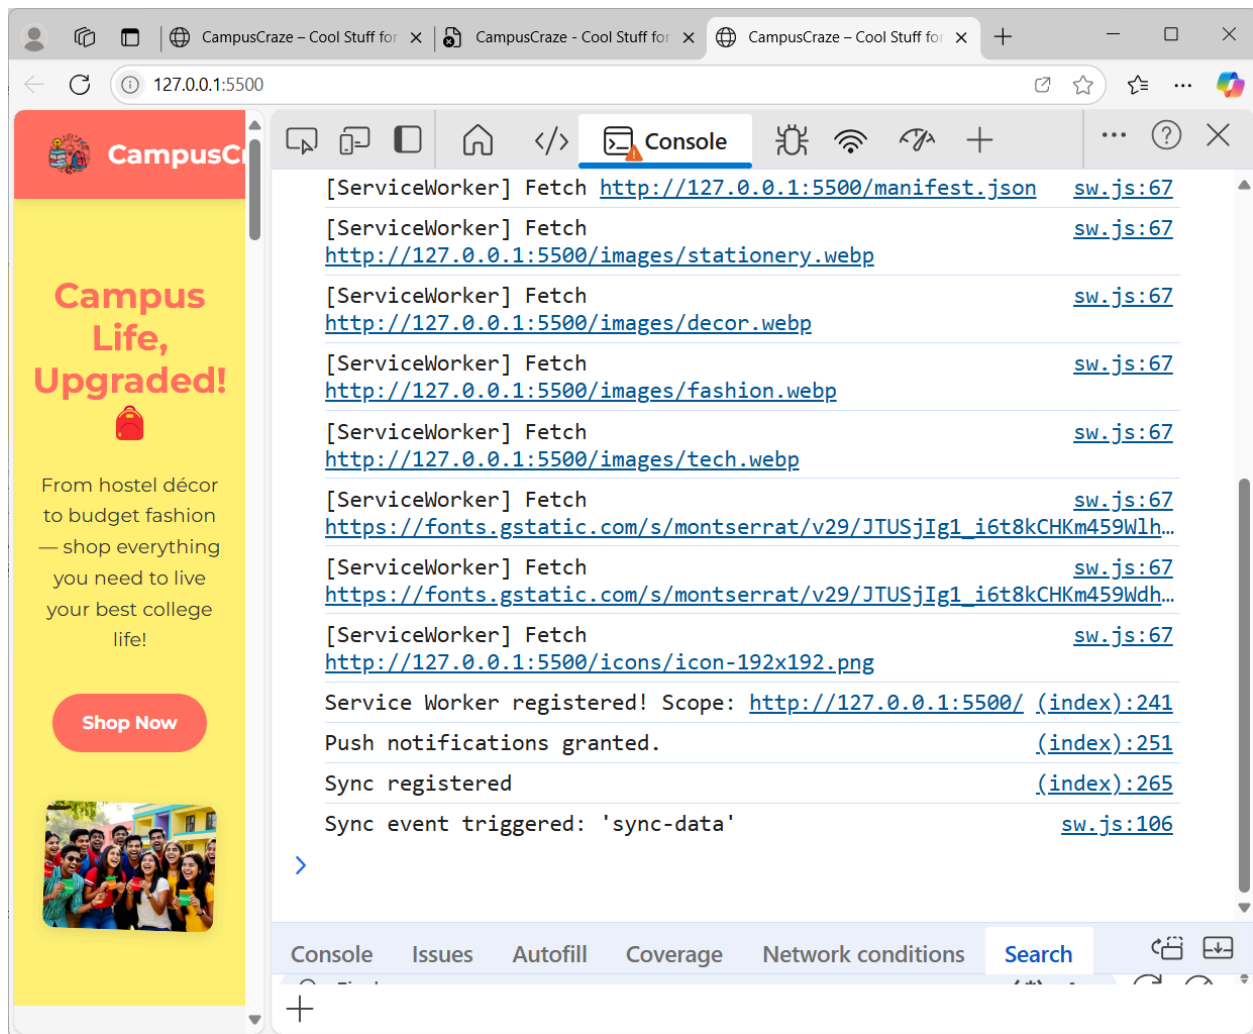 CampusCraze – Cool Stuff for
CampusCraze - Cool Stuff for
CampusCraze – Cool Stuff for
127.0.0.1:5500
CampusCr
Campus
Life,
Upgraded!
From hostel décor
to budget fashion
— shop everything
you need to live
your best college
life!
Shop Now
Console
[ServiceWorker] Fetch http://127.0.0.1:5500/manifest.json sw.js:67
[ServiceWorker] Fetch sw.js:67
http://127.0.0.1:5500/images/stationery.webp
[ServiceWorker] Fetch sw.js:67
http://127.0.0.1:5500/images/decor.webp
[ServiceWorker] Fetch sw.js:67
http://127.0.0.1:5500/images/fashion.webp
[ServiceWorker] Fetch sw.js:67
http://127.0.0.1:5500/images/tech.webp
[ServiceWorker] Fetch sw.js:67
https://fonts.gstatic.com/s/montserrat/v29/JTUSjIg1_i6t8kCHKm459Wlh…
[ServiceWorker] Fetch sw.js:67
https://fonts.gstatic.com/s/montserrat/v29/JTUSjIg1_i6t8kCHKm459Wdh…
[ServiceWorker] Fetch sw.js:67
http://127.0.0.1:5500/icons/icon-192x192.png
Service Worker registered! Scope: http://127.0.0.1:5500/ (index):241
Push notifications granted. (index):251
Sync registered (index):265
Sync event triggered: 'sync-data' sw.js:106
Console Issues Autofill Coverage Network conditions Search